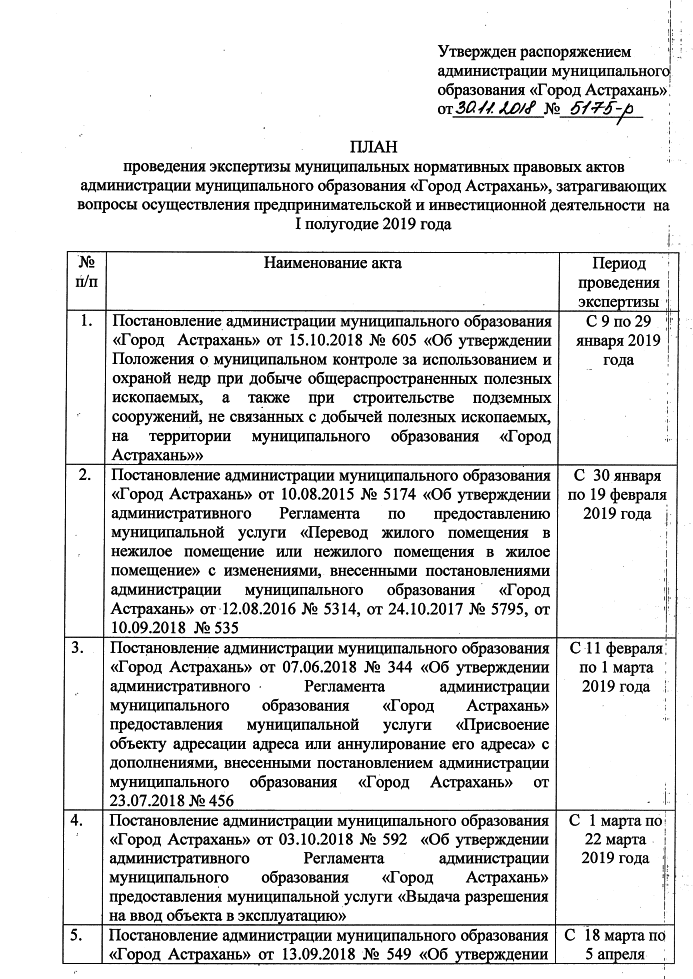 Утвержден распоряжением
администрации муниципального
образования «Город Астрахань»
от 30.11.2018 № 5175-р
ПЛАН
проведения экспертизы муниципальных нормативных правовых актов
администрации муниципального образования «Город Астрахань», затрагивающих
вопросы осуществления предпринимательской и инвестиционной деятельности на
I полугодие 2019 года
№
п/п
Наименование акта
Период
проведения
экспертизы
1.
Постановление администрации муниципального образования
«Город Астрахань» от 15.10.2018 № 605 «Об утверждении
Положения о муниципальном контроле за использованием и
охраной недр при добыче общераспространенных полезных
ископаемых, а также при строительстве подземных
сооружений, не связанных с добычей полезных ископаемых,
на территории муниципального образования «Город
Астрахань»»
С 9 по 29
января 2019
года
2.
Постановление администрации муниципального образования
«Город Астрахань» от 10.08.2015 № 5174 «Об утверждении
административного Регламента по предоставлению
муниципальной услуги «Перевод жилого помещения в
нежилое помещение или нежилого помещения в жилое
помещение» с изменениями, внесенными постановлениями
администрации муниципального образования «Город
Астрахань» от 12.08.2016 № 5314, от 24.10.2017 № 5795, от
10.09.2018 № 535
С 30 января
по 19 февраля
2019 года
3.
Постановление администрации муниципального образования
«Город Астрахань» от 07.06.2018 № 344 «Об утверждении
административного Регламента администрации
муниципального образования «Город Астрахань»
предоставления муниципальной услуги «Присвоение
объекту адресации адреса или аннулирование его адреса» с
дополнениями, внесенными постановлением администрации
муниципального образования «Город Астрахань» от
23.07.2018 № 456
С 11 февраля
по 1 марта
2019 года
4.
Постановление администрации муниципального образования
«Город Астрахань» от 03.10.2018 № 592 «Об утверждении
административного Регламента администрации
муниципального образования «Город Астрахань»
предоставления муниципальной услуги «Выдача разрешения
на ввод объекта в эксплуатацию»
С 1 марта по
22 марта
2019 года
5.
Постановление администрации муниципального образования
«Город Астрахань» от 13.09.2018 № 549 «Об утверждении
С 18 марта по
5 апреля